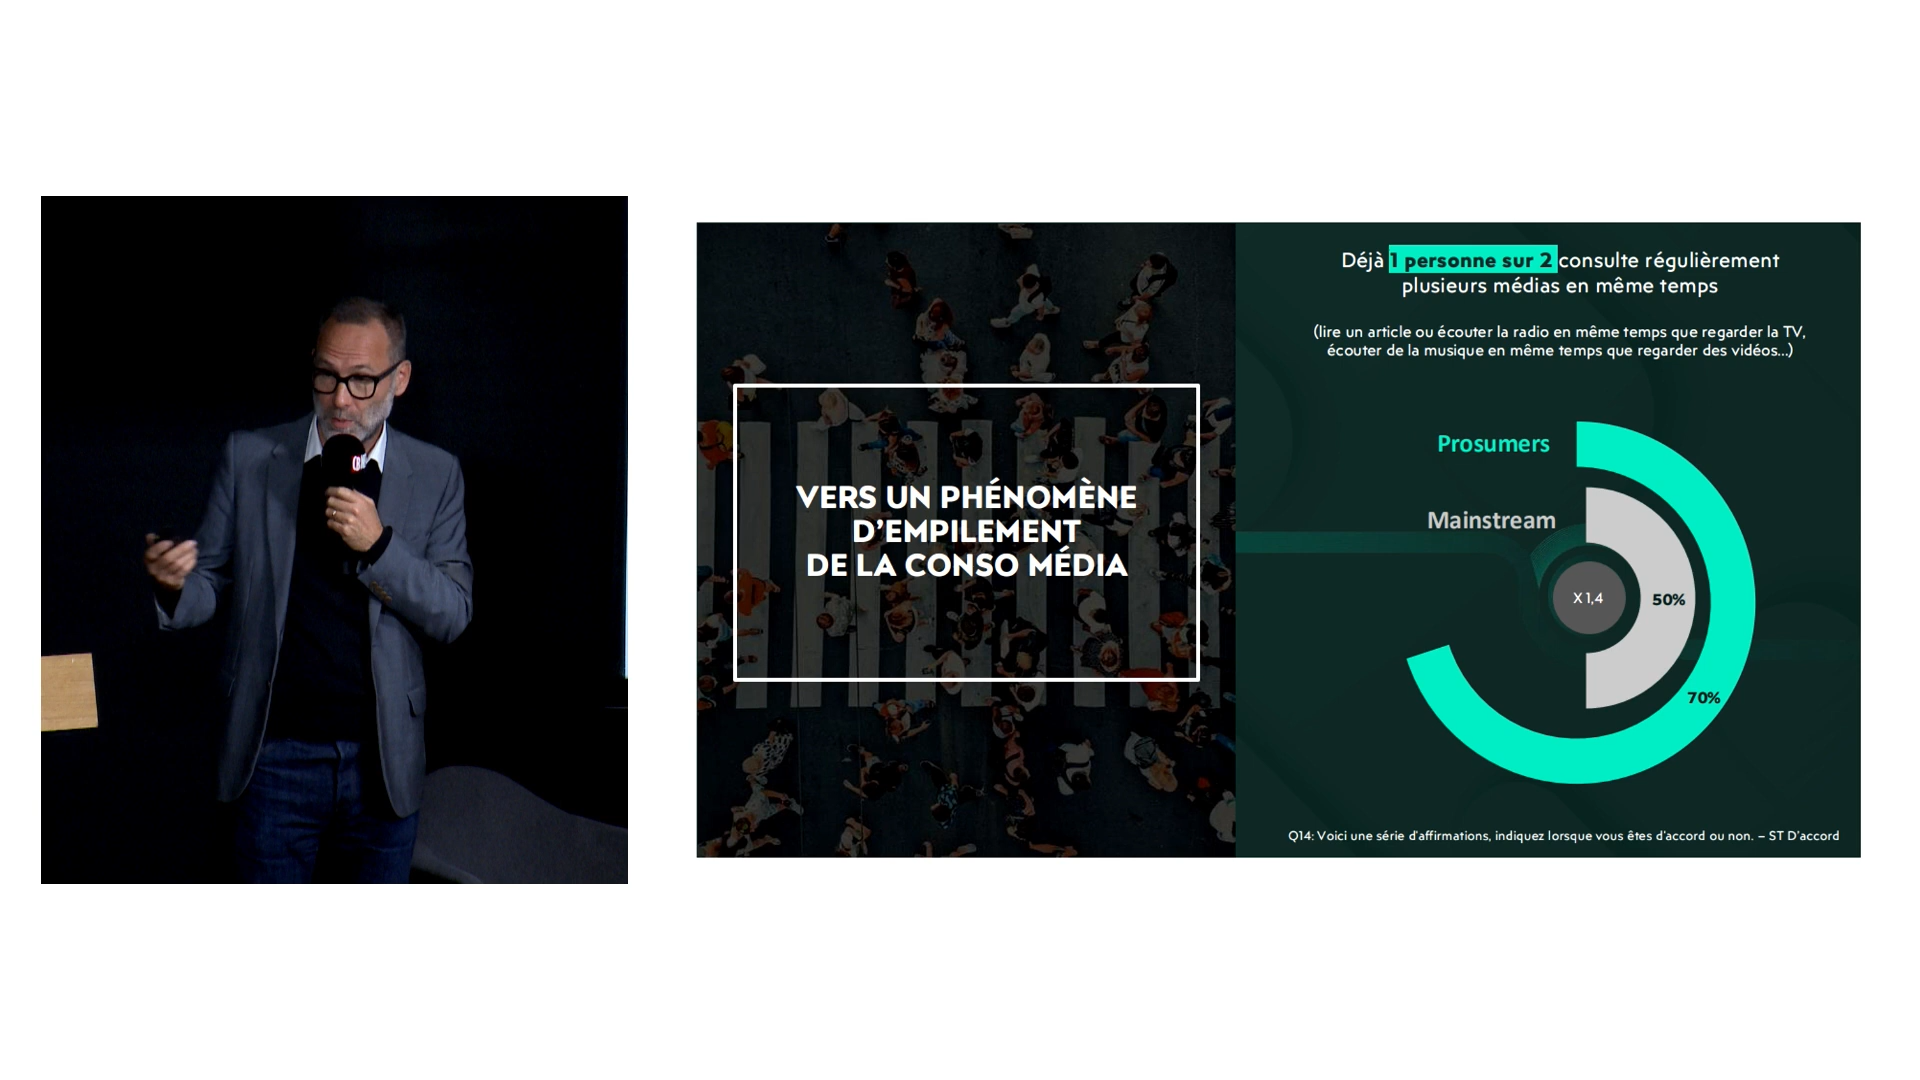 VERS UN PHÉNOMÈNE
D’EMPILEMENT
DE LA CONSO MÉDIA
Déjà 1 personne sur 2 consulte régulièrement
plusieurs médias en même temps
(lire un article ou écouter la radio en même temps que regarder la TV,
écouter de la musique en même temps que regarder des vidéos...)
Prosumers
Mainstream
X 1,4
50%
70%
Q14: Voici une série d'affirmations, indiquez lorsque vous êtes d'accord ou non. – ST D'accord